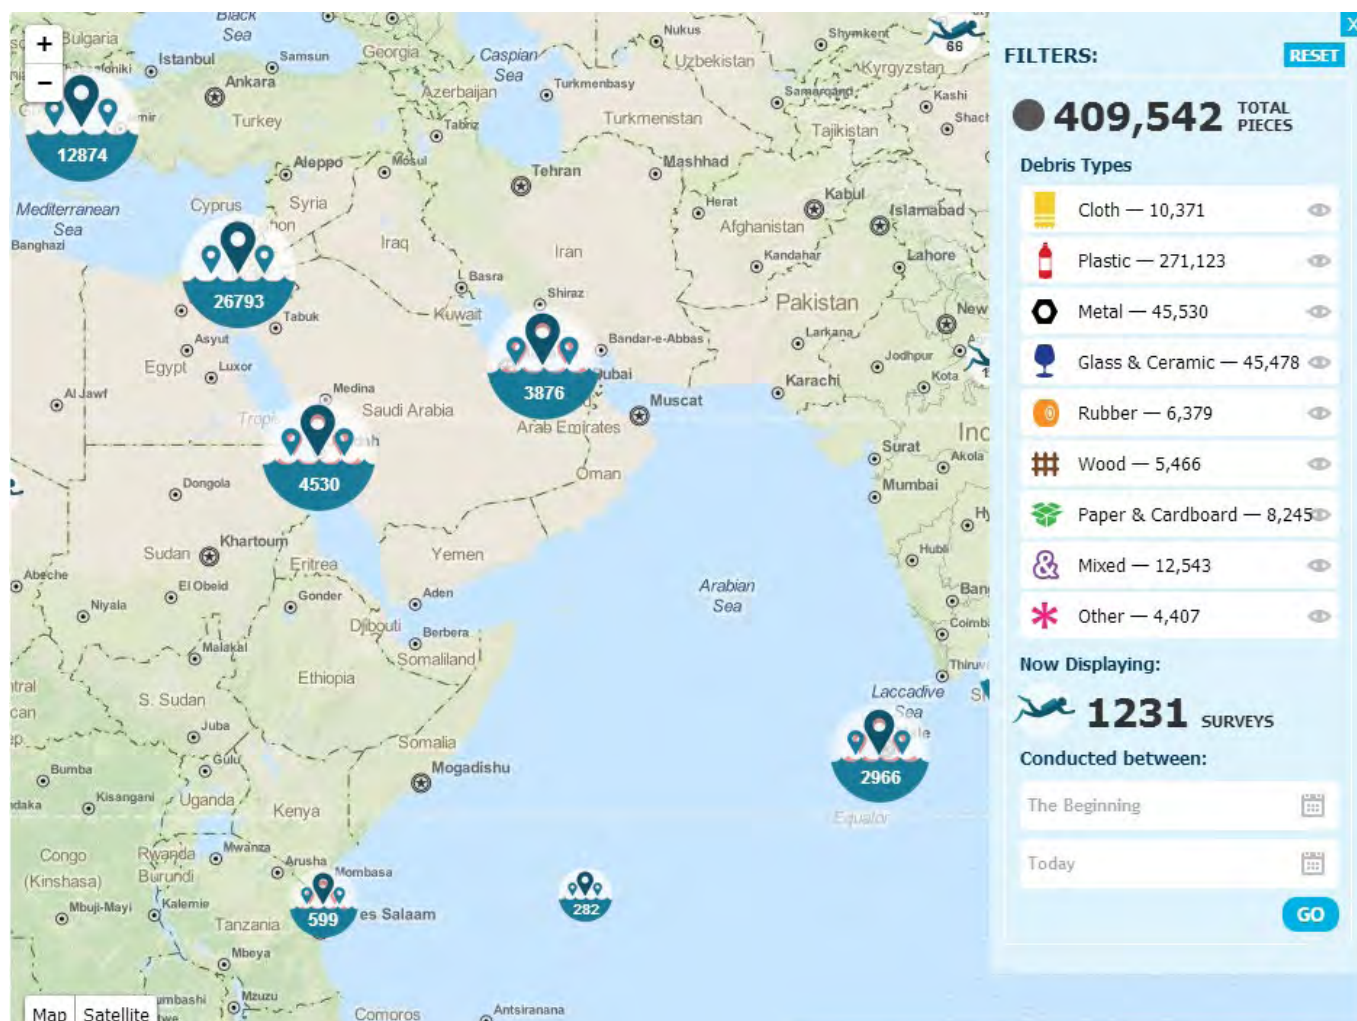 +
−
Bulgaria
Black
Sea
Istanbul
Samsun
Georgia
Ankara
Turkey
Azerbaijan
Tabriz
Caspian
Sea
Nukus
Uzbekistan
Shymkent
66
Kyrgyzstan
Turkmenbasy
Turkmenistan
Samarqand
Kashi
Tajikistan
12874
Aleppo
Mosul
Tehran
Mashhad
Mediterranean
Sea
Banghazi
Cyprus
Syria
Iraq
Iran
Herat
Kabul
Afghanistan
Islamabad
Kandahar
Lahore
26793
Basra
Kuwait
Shiraz
Pakistan
New
Tabuk
Asyut
Egypt
Luxor
Bandar-e-Abbas
Larkana
Jodhpur
Kota
Al Jawf
Medina
Saudi Arabia
3876
Muscat
Karachi
Arab Emirates
Oman
Surat
Akola
Mumbai
4530
Dongola
Sudan
Khartoum
Eritrea
Yemen
Hubli
Abeche
El Obeid
Niyala
Gonder
Aden
Djibouti
Berbera
Somaliland
Arabian
Sea
Malakal
Ethiopia
S. Sudan
Juba
Laccadive
Sea
Somalia
Mogadishu
2966
Equator
Bumba
Kisangani
Gulu
Uganda
Kenya
Congo
(Kinshasa)
Rwanda
Burundi
Mwanza
Arusha
Mombasa
Mbuji-Mayi
Kalemie
Tanzania
599
es Salaam
282
Mbeya
Mzuzu
Comoros
Antsiranana
Map
Satellite
X
FILTERS:
RESET
409,542 TOTAL
PIECES
Debris Types
Cloth — 10,371
Plastic — 271,123
Metal — 45,530
Glass & Ceramic — 45,478
Rubber — 6,379
Wood — 5,466
Paper & Cardboard — 8,245
Mixed — 12,543
Other — 4,407
Now Displaying:
1231 SURVEYS
Conducted between:
The Beginning
Today
GO